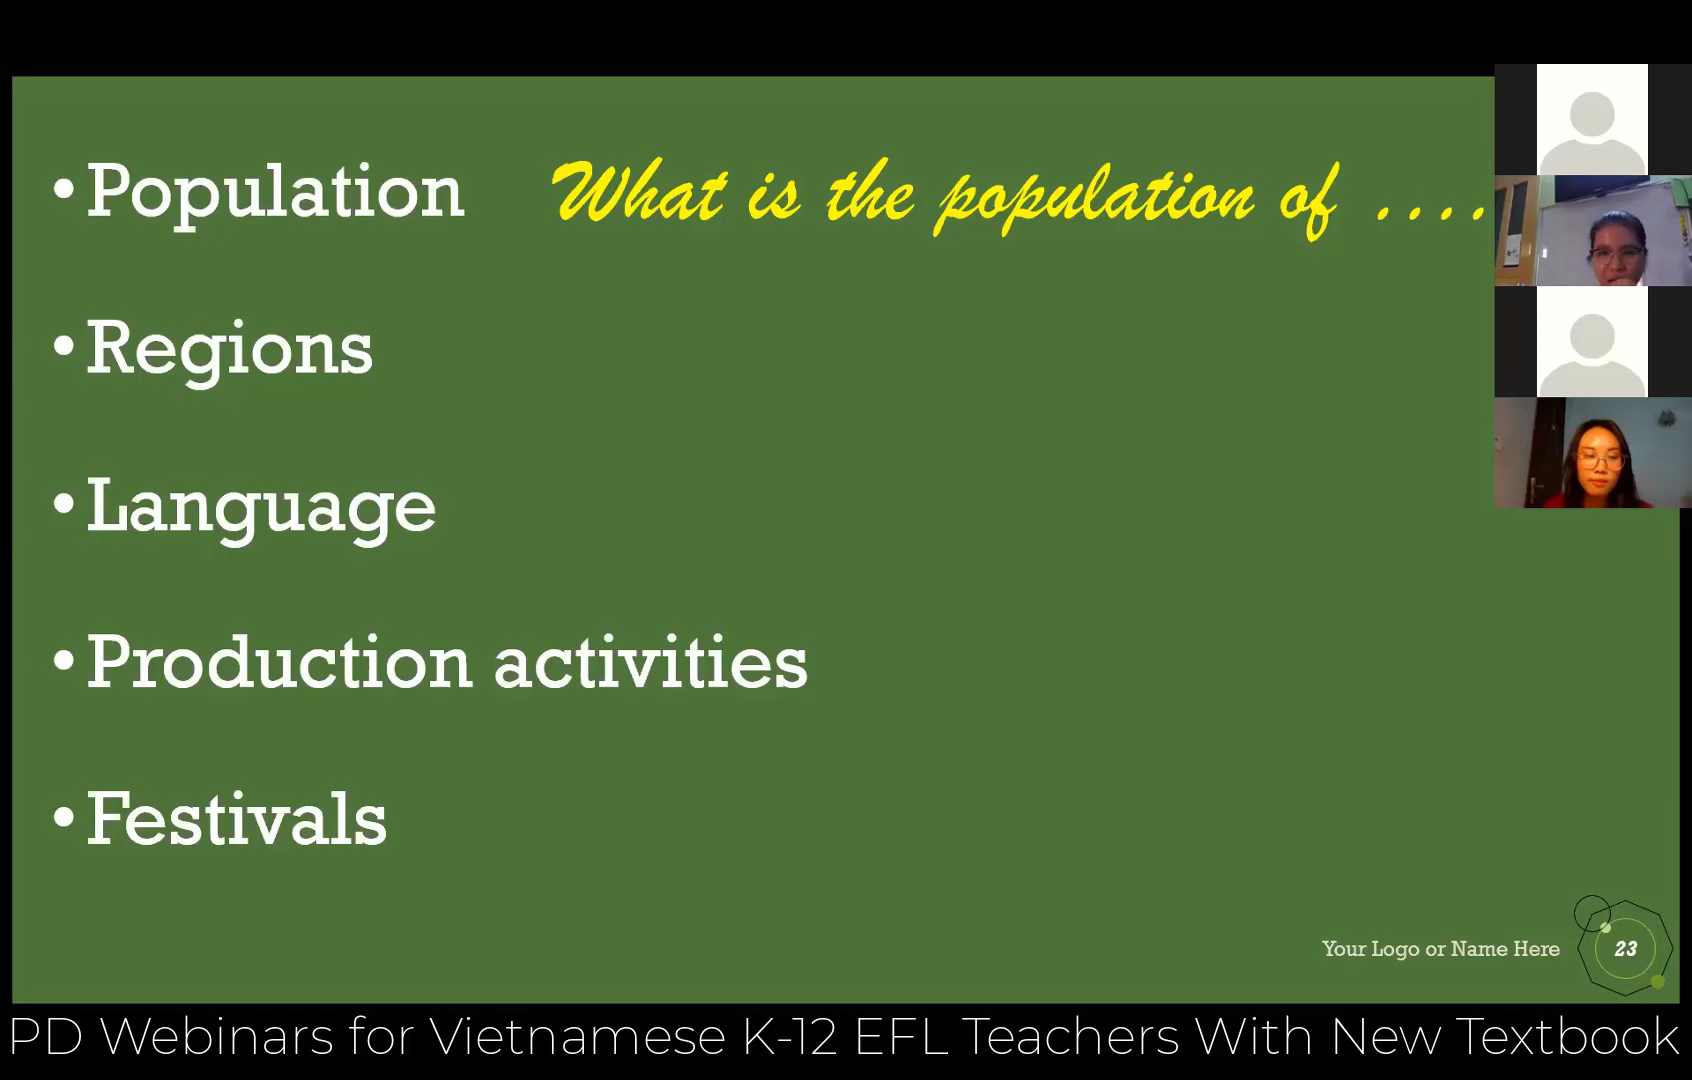 •Population What is the population of ....
•Regions
•Language
•Production activities
•Festivals
Your Logo or Name Here
23
PD Webinars for Vietnamese K-12 EFL Teachers With New Textbook